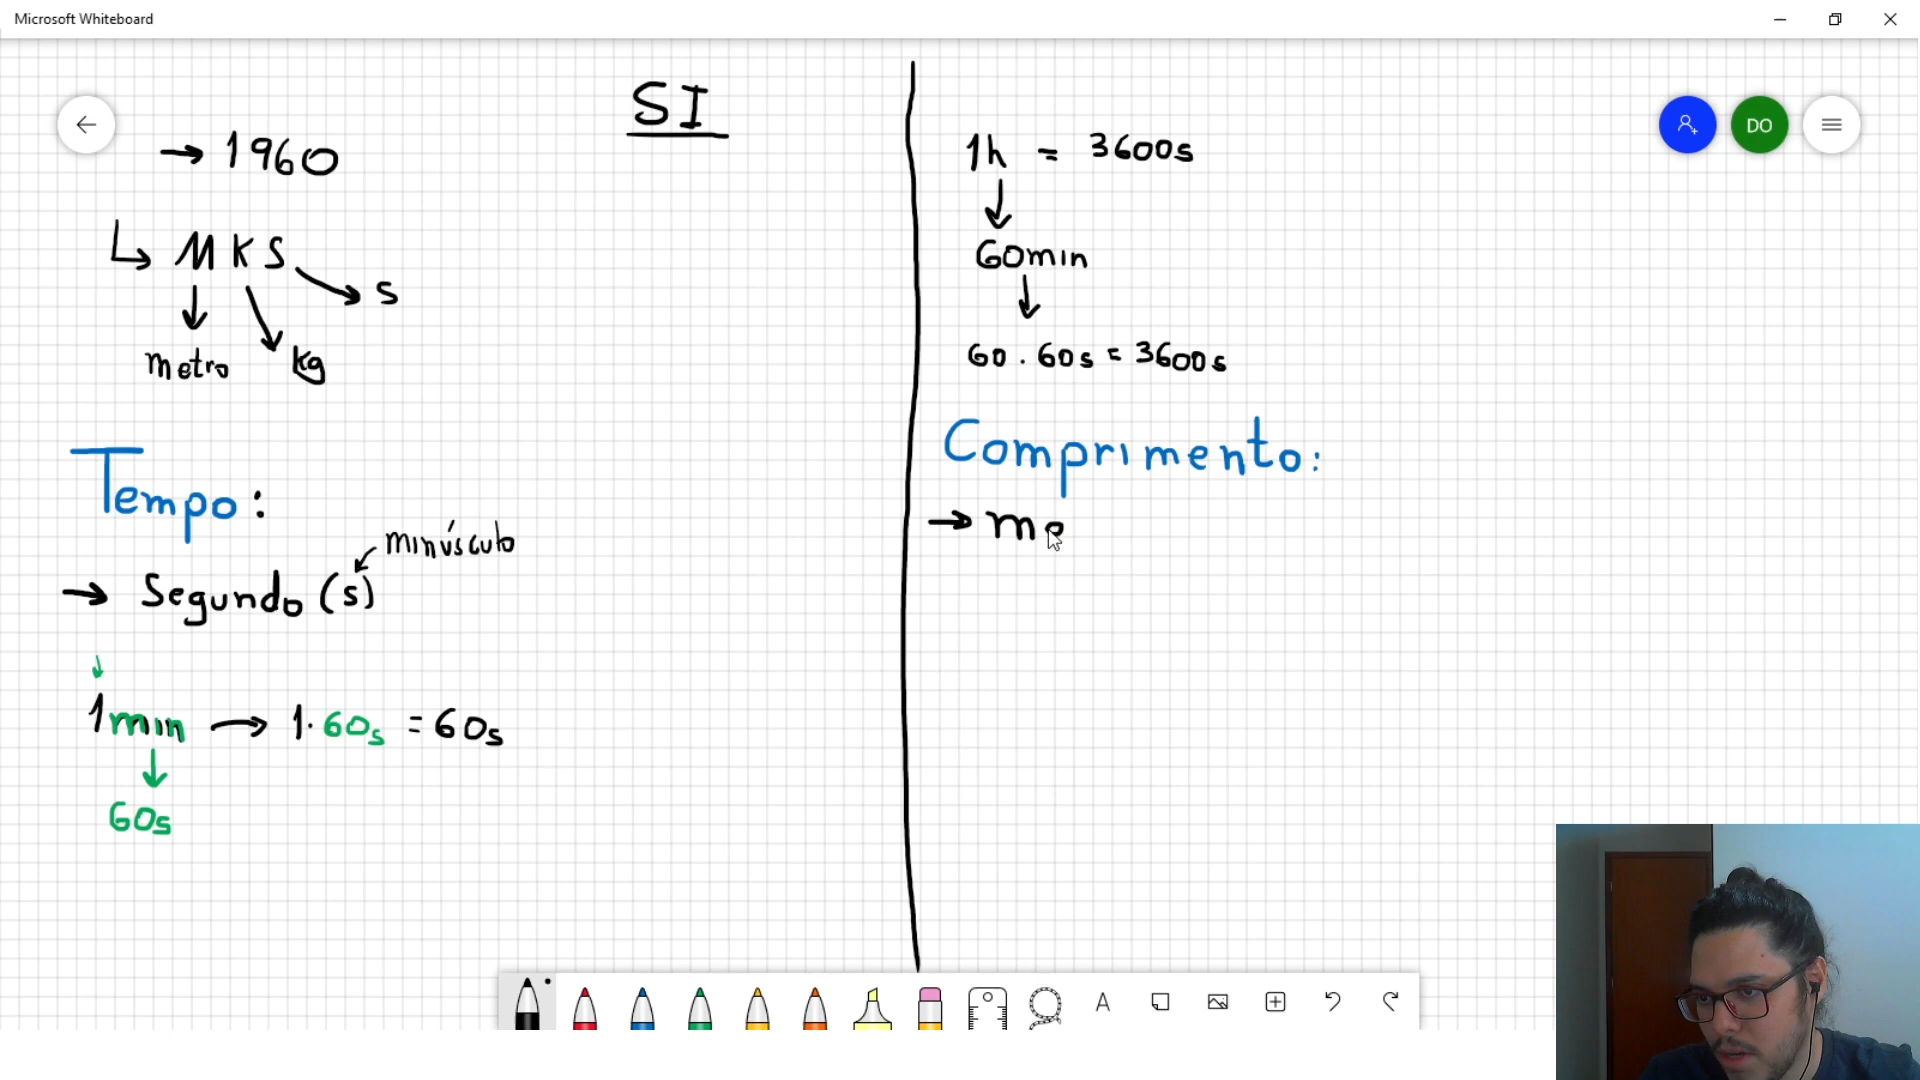 Microsoft Whiteboard
SI
→ 1960
↳ MKS
→ s
metro
kg
Tempo:
minúsculo
→ Segundo (s)
1min → 1.60s = 60s
60s
1h = 3600s
60min
60.60s = 3600s
Comprimento:
→ me
DO
A